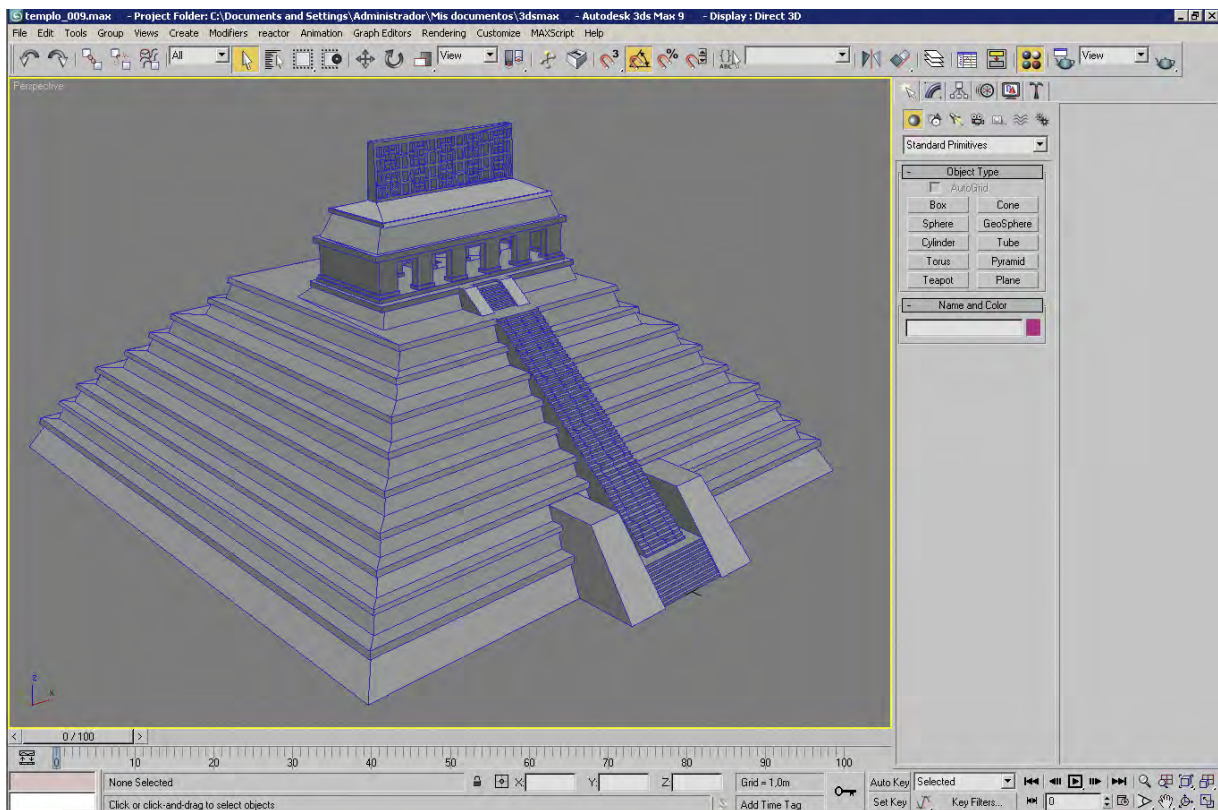 templo_009.max - Project Folder: C:\Documents and Settings\Administrador\Mis documentos\3dsmax - Autodesk 3ds Max 9 - Display : Direct 3D
File Edit Tools Group Views Create Modifiers reactor Animation Graph Editors Rendering Customize MAXScript Help
All View 3 % ABC View
Perspective
Standard Primitives
- Object Type
AutoGrid
Box Cone
Sphere GeoSphere
Cylinder Tube
Torus Pyramid
Teapot Plane
- Name and Color
z
x
< 0 / 100 >
0 10 20 30 40 50 60 70 80 90 100
None Selected X: Y: Z: Grid = 1,0m Auto Key Selected
Click or click-and-drag to select objects Add Time Tag Set Key Key Filters... 0